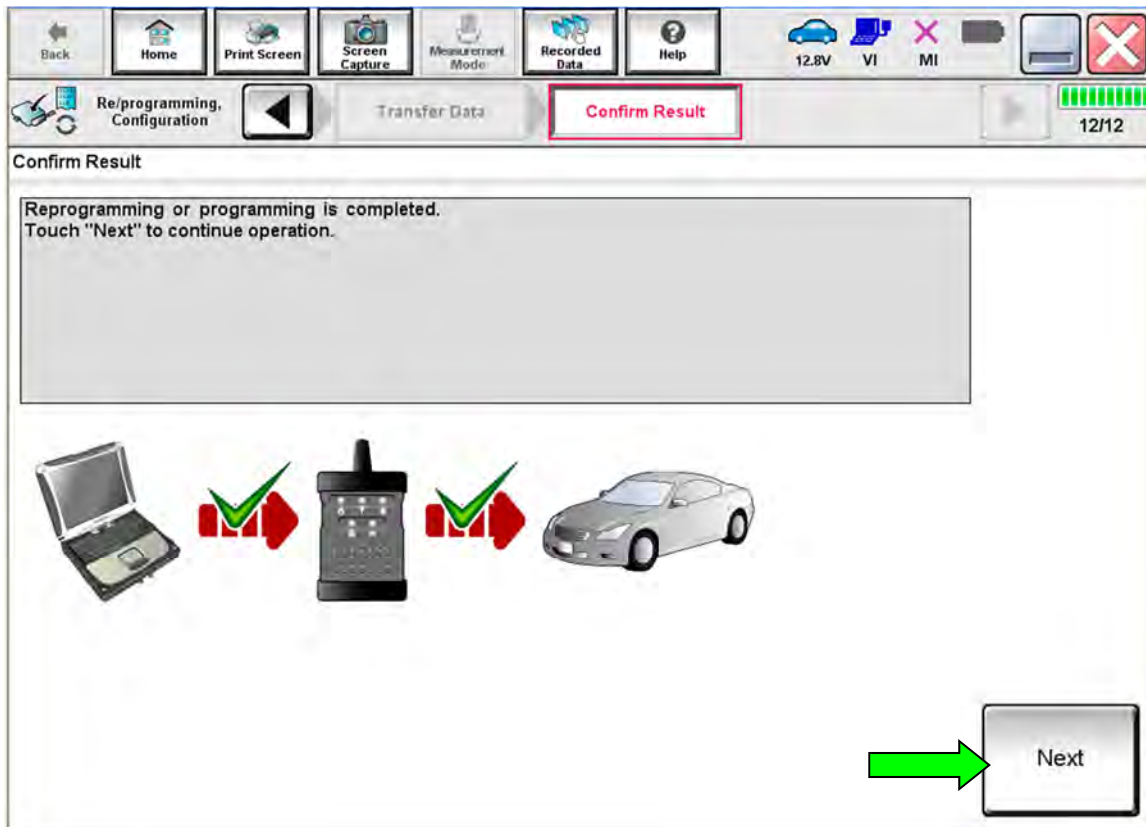 Back
Home
Print Screen
Screen
Capture
Measurement
Mode
Recorded
Data
Help
12.8V
VI
MI
Re/programming,
Configuration
Transfer Data
Confirm Result
12/12
Confirm Result
Reprogramming or programming is completed.
Touch "Next" to continue operation.
Next